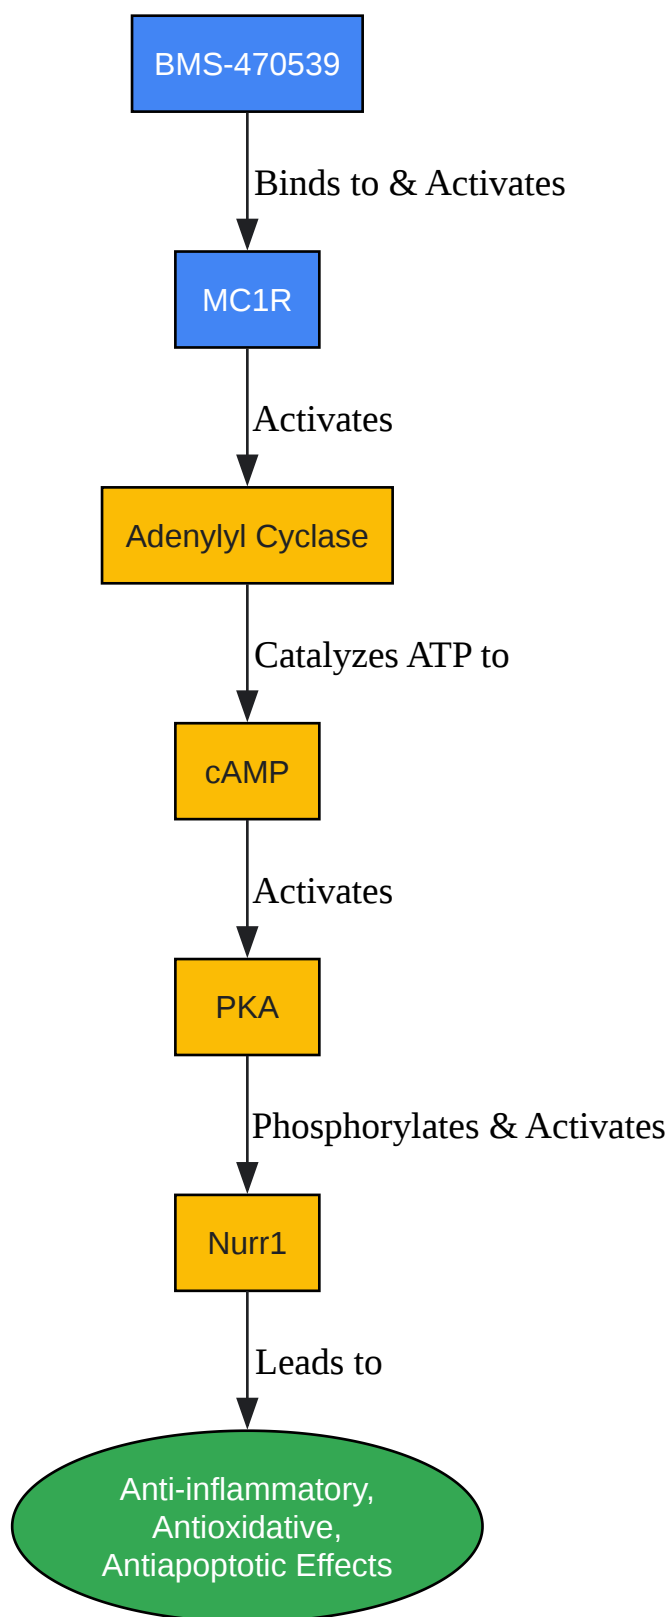 BMS-470539
Binds to & Activates
MC1R
Activates
Adenylyl Cyclase
Catalyzes ATP to
cAMP
Activates
PKA
Phosphorylates & Activates
Nurr1
Leads to
Anti-inflammatory,
Antioxidative,
Antiapoptotic Effects